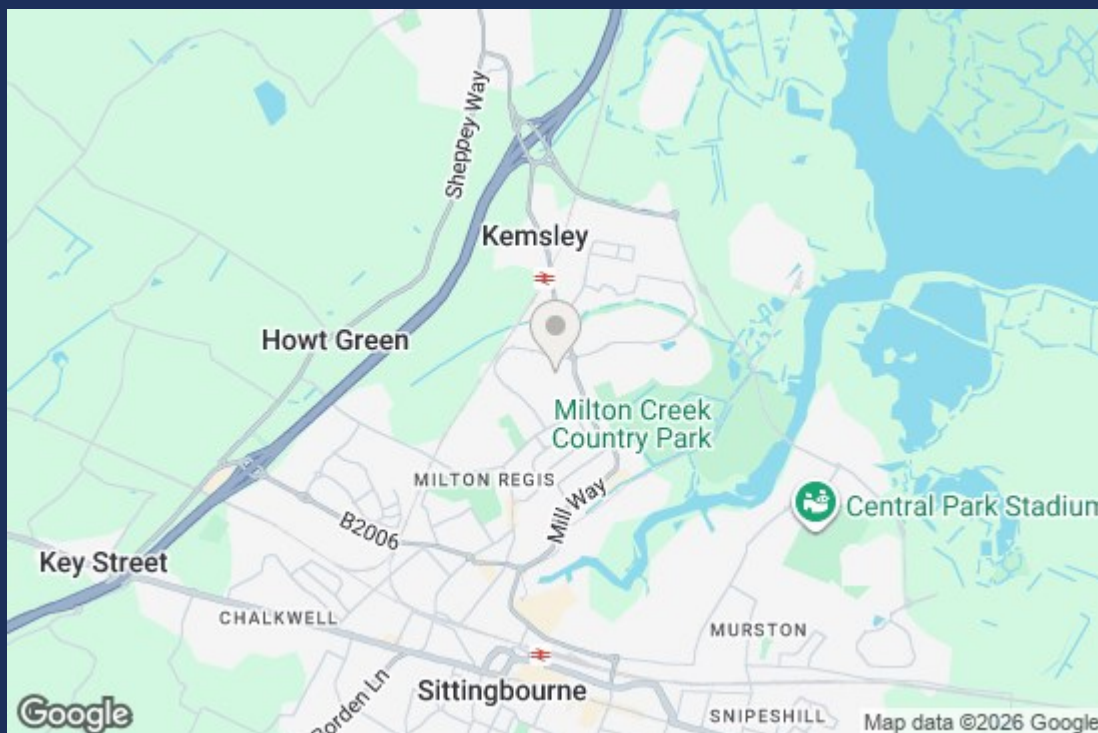 Sheppey Way
Kemsley
Howt Green
Milton Creek
Country Park
MILTON REGIS
Mill Way
B2006
Central Park Stadium
Key Street
CHALKWELL
MURSTON
Borden Ln
Sittingbourne
SNIPESHILL
Google
Map data ©2026 Google